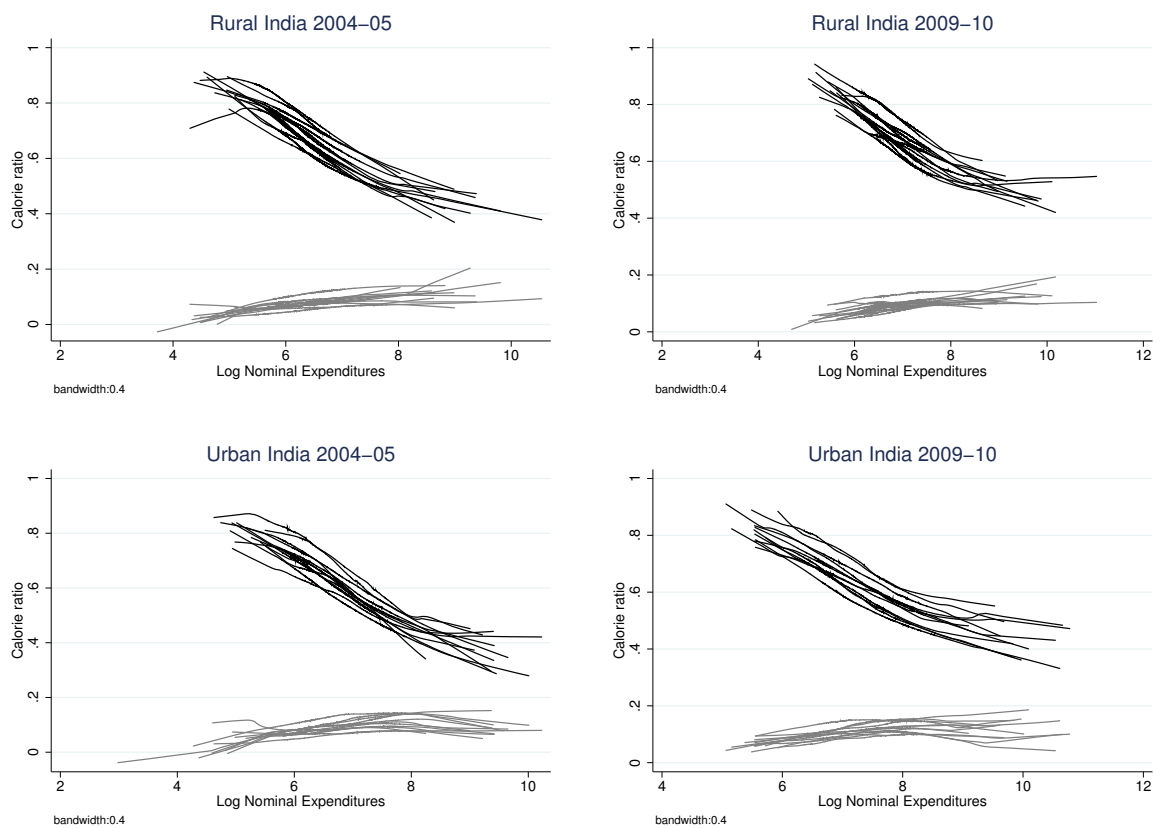 Rural India 2004−05
Calorie ratio
1
.8
.6
.4
.2
0
2 4 6 8 10
Log Nominal Expenditures
bandwidth:0.4
Rural India 2009−10
Calorie ratio
1
.8
.6
.4
.2
0
2 4 6 8 10 12
Log Nominal Expenditures
bandwidth:0.4
Urban India 2004−05
Calorie ratio
1
.8
.6
.4
.2
0
2 4 6 8 10
Log Nominal Expenditures
bandwidth:0.4
Urban India 2009−10
Calorie ratio
1
.8
.6
.4
.2
0
4 6 8 10 12
Log Nominal Expenditures
bandwidth:0.4